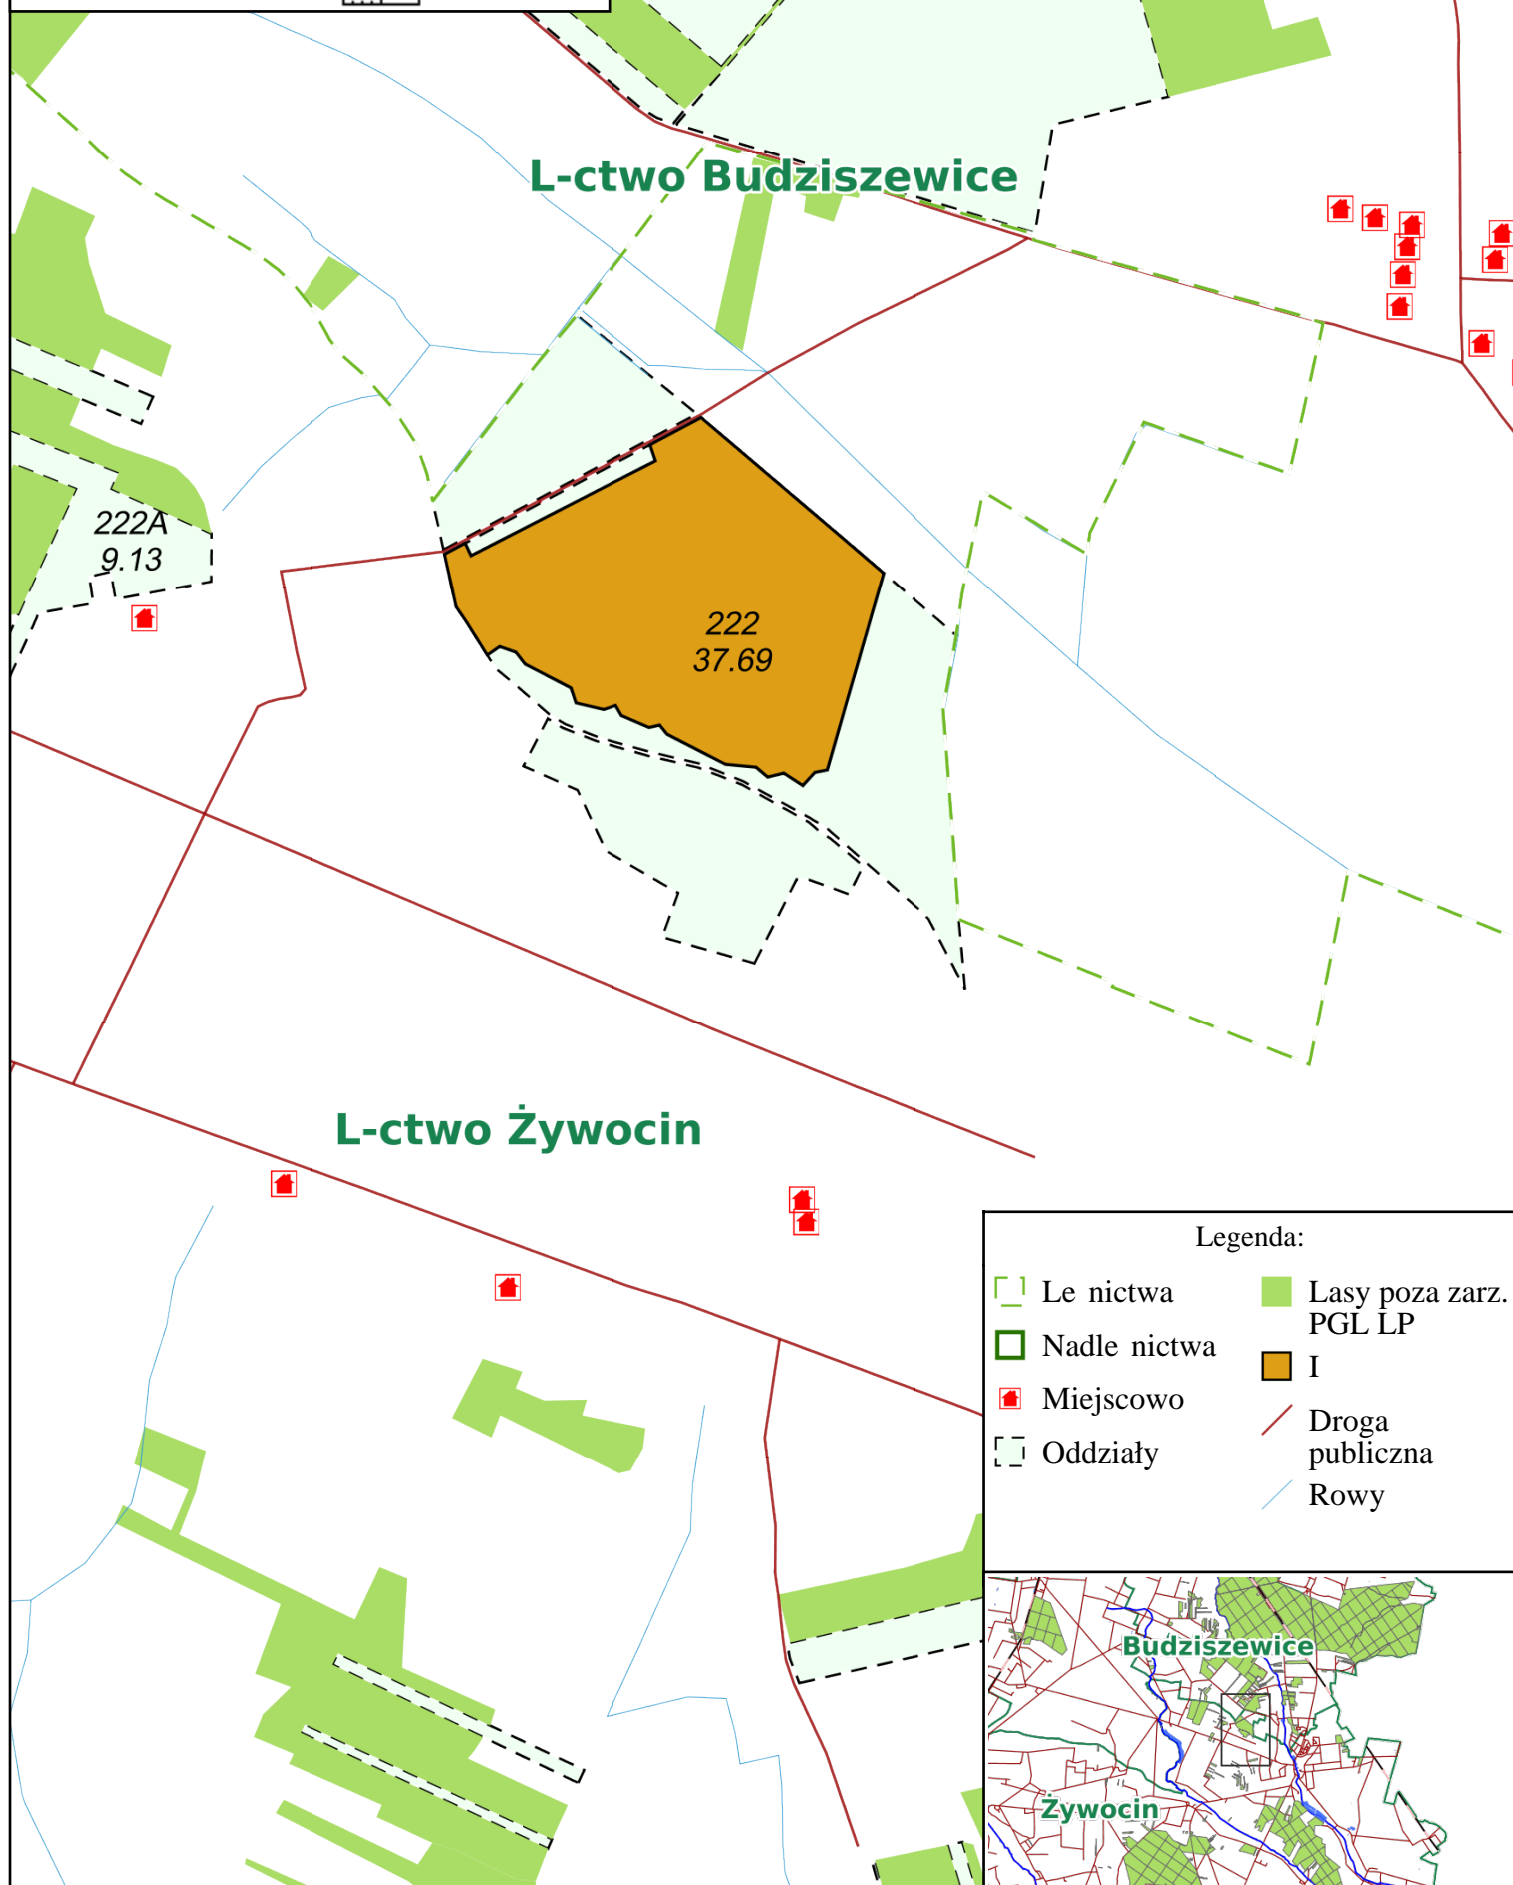 L-ctwo Budziszewice
222A
9.13
222
37.69
L-ctwo Żywocin
Legenda:
Le nictwa
Nadle nictwa
Miejscowo
Oddziały
Lasy poza zarz.
PGL LP
I
Droga
publiczna
Rowy
Budziszewice
Żywocin